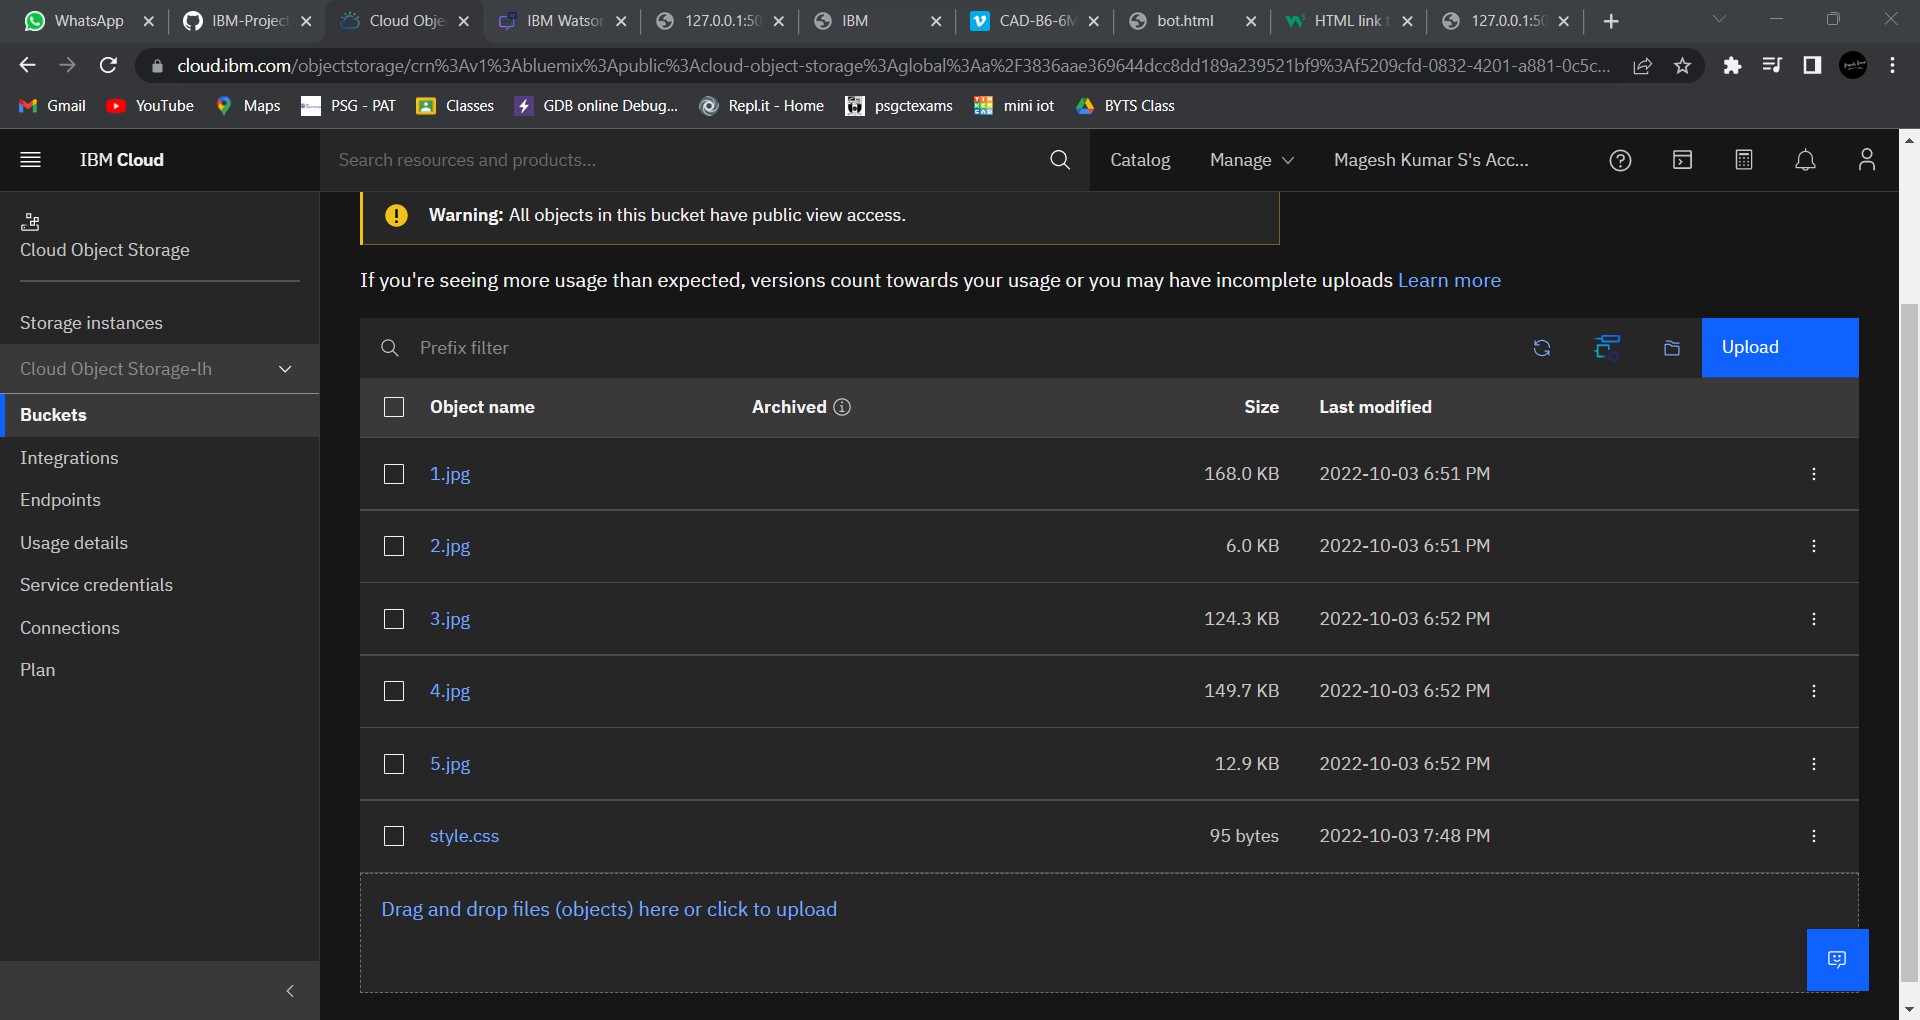 WhatsApp
IBM-Project
Cloud Obje
IBM Watson
127.0.0.1:50
IBM
CAD-B6-6M
bot.html
HTML link t
127.0.0.1:50
cloud.ibm.com/objectstorage/crn%3Av1%3Abluemix%3Apublic%3Acloud-object-storage%3Aglobal%3Aa%2F3836aae369644dcc8dd189a239521bf9%3Af5209cfd-0832-4201-a881-0c5c...
Gmail
YouTube
Maps
PSG - PAT
Classes
GDB online Debug...
Repl.it - Home
psgctexams
mini iot
BYTS Class
IBM Cloud
Search resources and products...
Catalog
Manage
Magesh Kumar S's Acc...
Cloud Object Storage
Storage instances
Cloud Object Storage-lh
Buckets
Integrations
Endpoints
Usage details
Service credentials
Connections
Plan
Warning: All objects in this bucket have public view access.
If you're seeing more usage than expected, versions count towards your usage or you may have incomplete uploads Learn more
Prefix filter
Upload
Object name Archived Size Last modified
1.jpg 168.0 KB 2022-10-03 6:51 PM
2.jpg 6.0 KB 2022-10-03 6:51 PM
3.jpg 124.3 KB 2022-10-03 6:52 PM
4.jpg 149.7 KB 2022-10-03 6:52 PM
5.jpg 12.9 KB 2022-10-03 6:52 PM
style.css 95 bytes 2022-10-03 7:48 PM
Drag and drop files (objects) here or click to upload